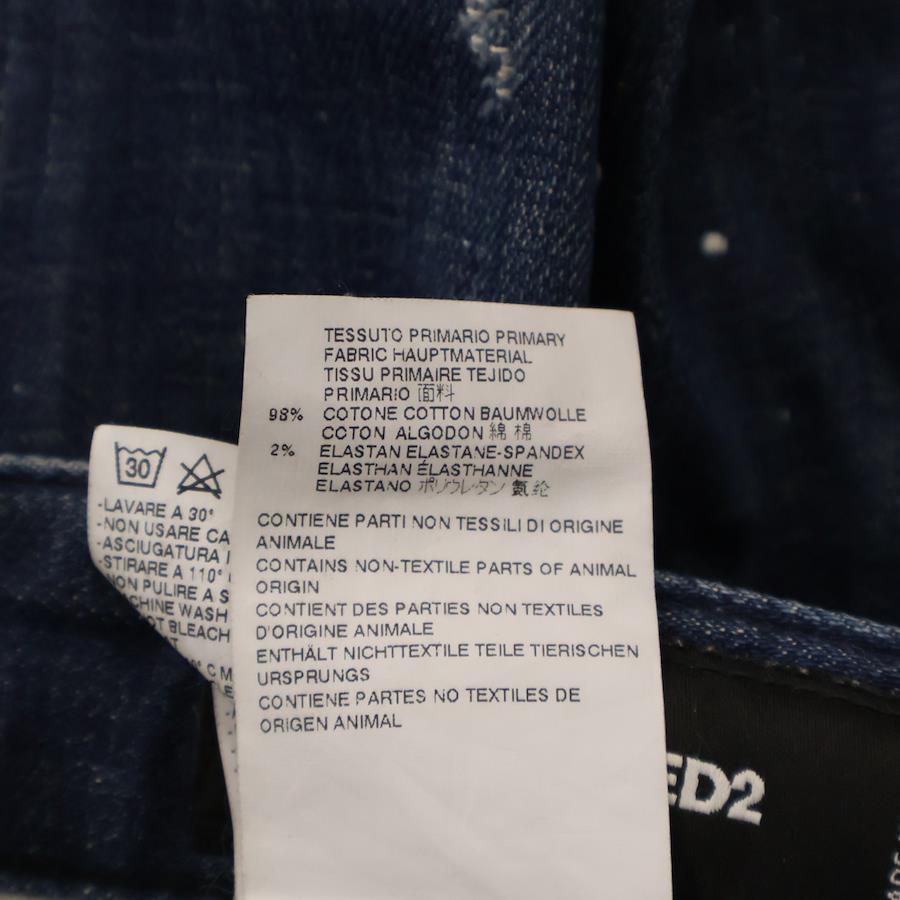 TESSUTO PRIMARIO PRIMARY
FABRIC HAUPTMATERIAL
TISSU PRIMAIRE TEJIDO
PRIMARIO 面料
98% COTONE COTTON BAUMWOLLE
COTON ALGODON 綿 棉
2% ELASTAN ELASTANE-SPANDEX
ELASTHAN ÉLASTHANNE
ELASTANO ポリウレタン 氨纶
CONTIENE PARTI NON TESSILI DI ORIGINE
ANIMALE
CONTAINS NON-TEXTILE PARTS OF ANIMAL
ORIGIN
CONTIENT DES PARTIES NON TEXTILES
D'ORIGINE ANIMALE
ENTHÄLT NICHTTEXTILE TEILE TIERISCHEN
URSPRUNGS
CONTIENE PARTES NO TEXTILES DE
ORIGEN ANIMAL
30
-LAVARE A 30°
-NON USARE CA
-ASCIUGATURA
-STIRARE A 110°
NON PULIRE A S
CHINE WASH
OT BLEACH
AT
° C M
ED2